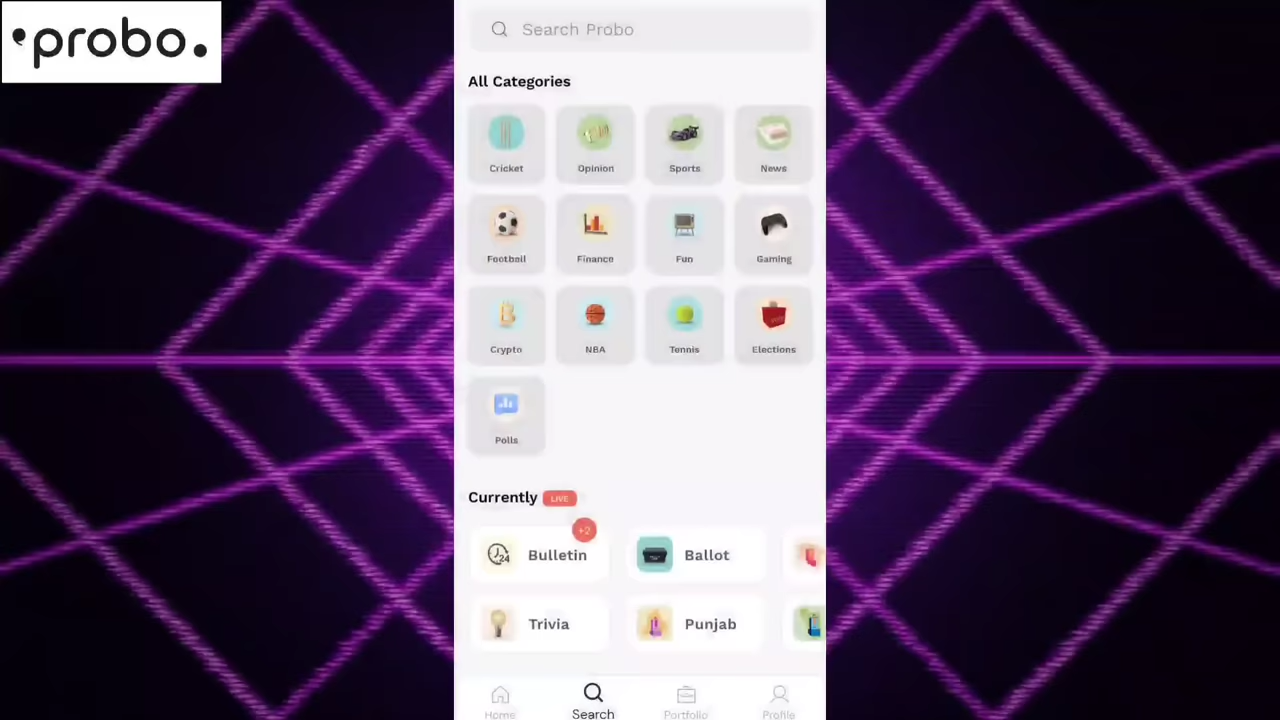 probo.
Search Probo
All Categories
Cricket
Opinion
Sports
News
Football
Finance
Fun
Gaming
Crypto
NBA
Tennis
Elections
Polls
Currently LIVE
+2
Bulletin
Ballot
24
Trivia
Punjab
Home
Search
Portfolio
Profile